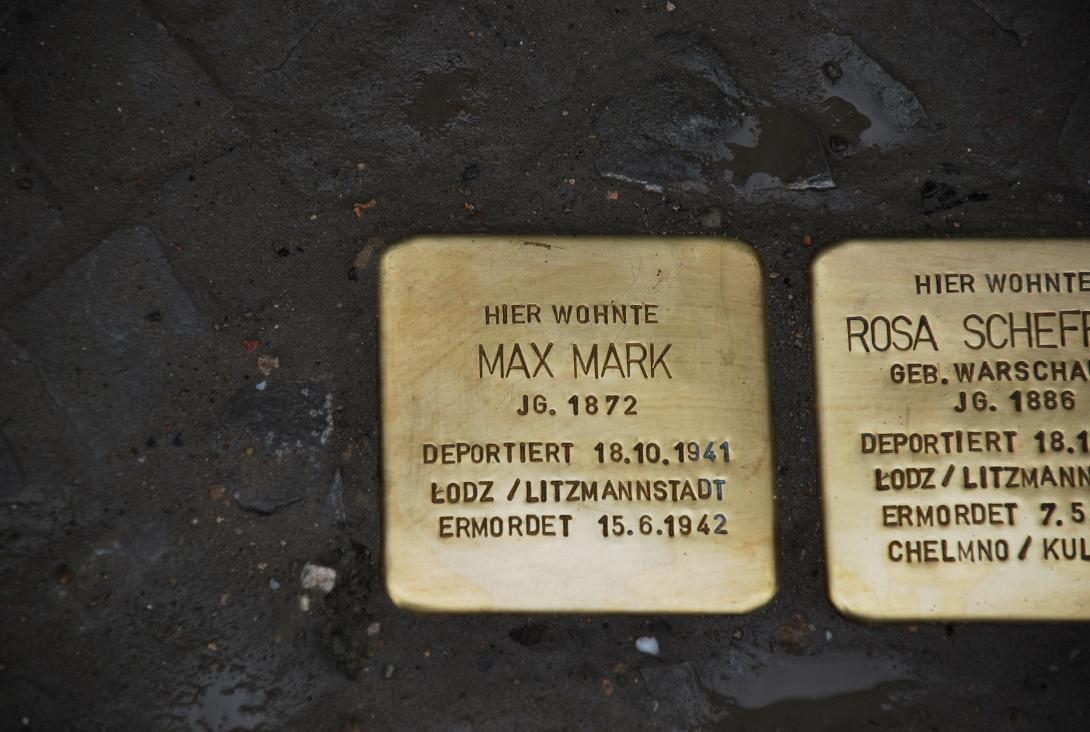 HIER WOHNTE
MAX MARK
JG. 1872
DEPORTIERT 18.10.1941
ŁODZ / LITZMANNSTADT
ERMORDET 15.6.1942
HIER WOHNTE
ROSA
GEB.
JG. 1886
DEPORTIERT
ŁODZ /
ERMORDET
CHELMNO /